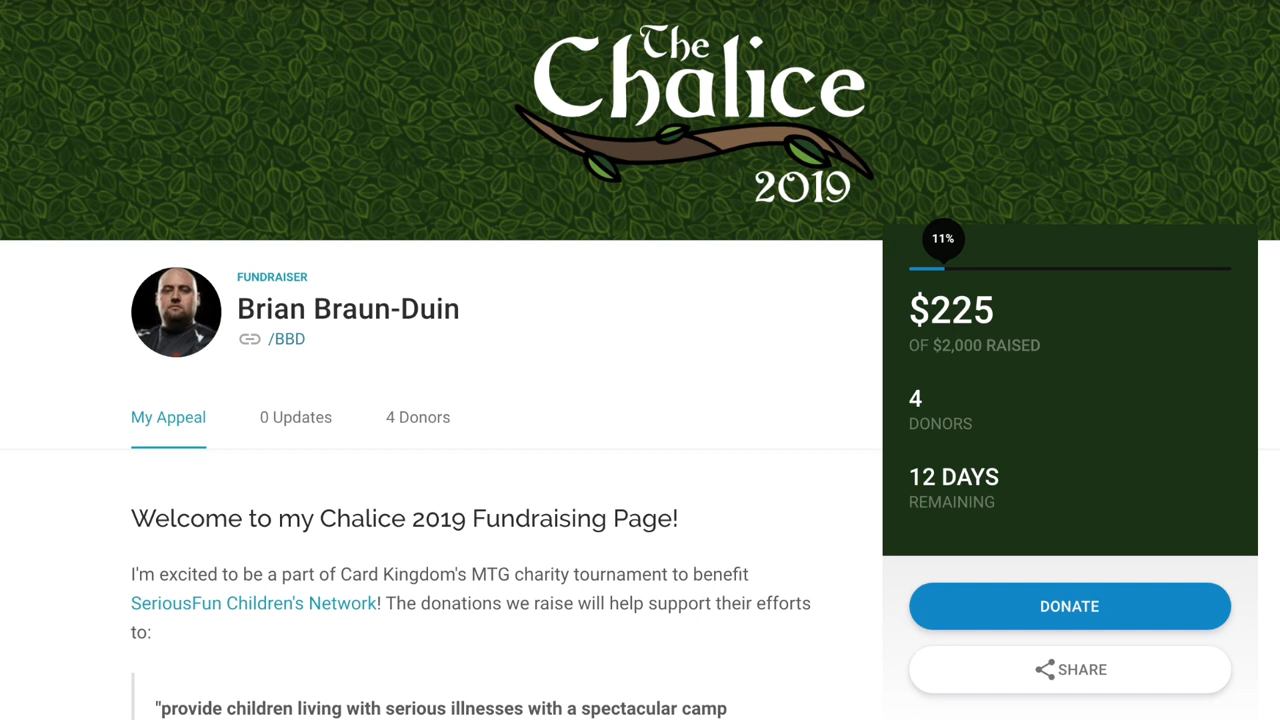 The
Chalice
2019
11%
FUNDRAISER
Brian Braun-Duin
/BBD
$225
OF $2,000 RAISED
4
DONORS
12 DAYS
REMAINING
My Appeal
0 Updates
4 Donors
Welcome to my Chalice 2019 Fundraising Page!
I'm excited to be a part of Card Kingdom's MTG charity tournament to benefit
SeriousFun Children's Network! The donations we raise will help support their efforts
to:
"provide children living with serious illnesses with a spectacular camp
DONATE
SHARE